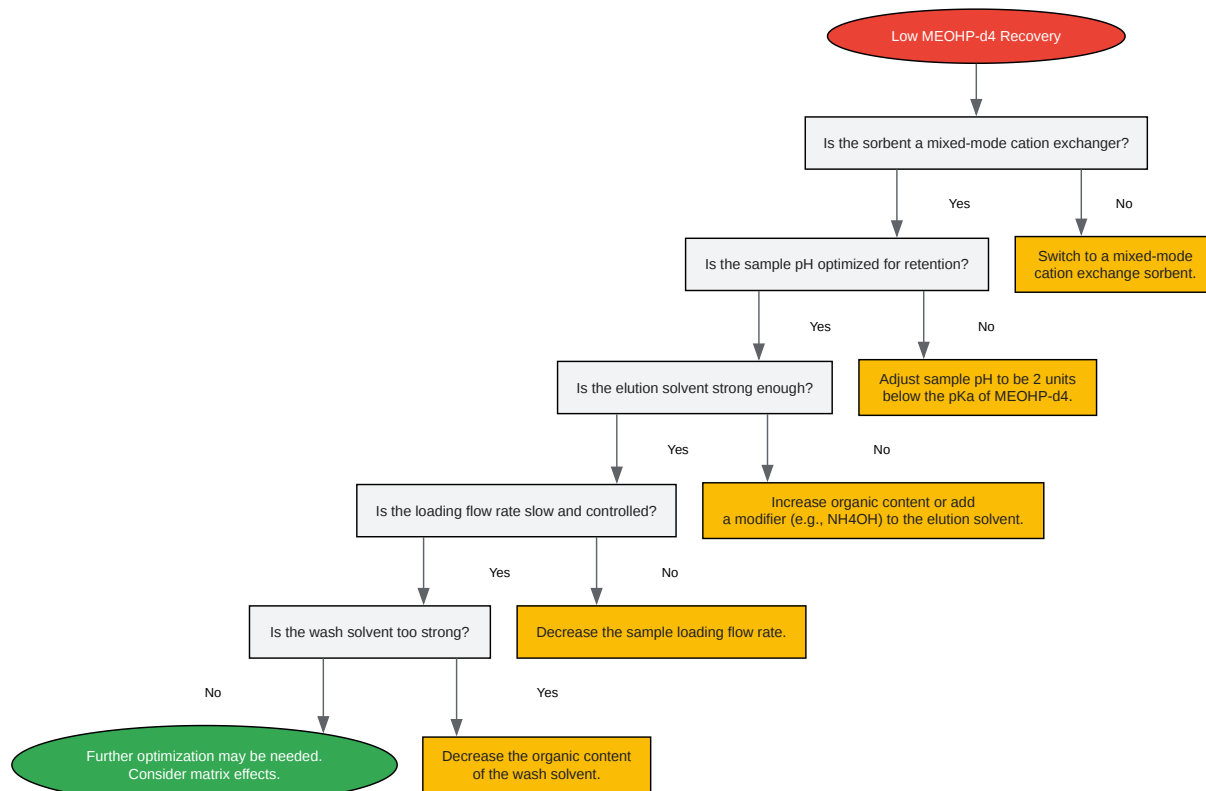 Low MEOHP-d4 Recovery
Is the sorbent a mixed-mode cation exchanger?
Yes
No
Is the sample pH optimized for retention?
Switch to a mixed-mode
cation exchange sorbent.
Yes
No
Is the elution solvent strong enough?
Adjust sample pH to be 2 units
below the pKa of MEOHP-d4.
Yes
No
Is the loading flow rate slow and controlled?
Increase organic content or add
a modifier (e.g., NH4OH) to the elution solvent.
Yes
No
Is the wash solvent too strong?
Decrease the sample loading flow rate.
No
Yes
Further optimization may be needed.
Consider matrix effects.
Decrease the organic content
of the wash solvent.